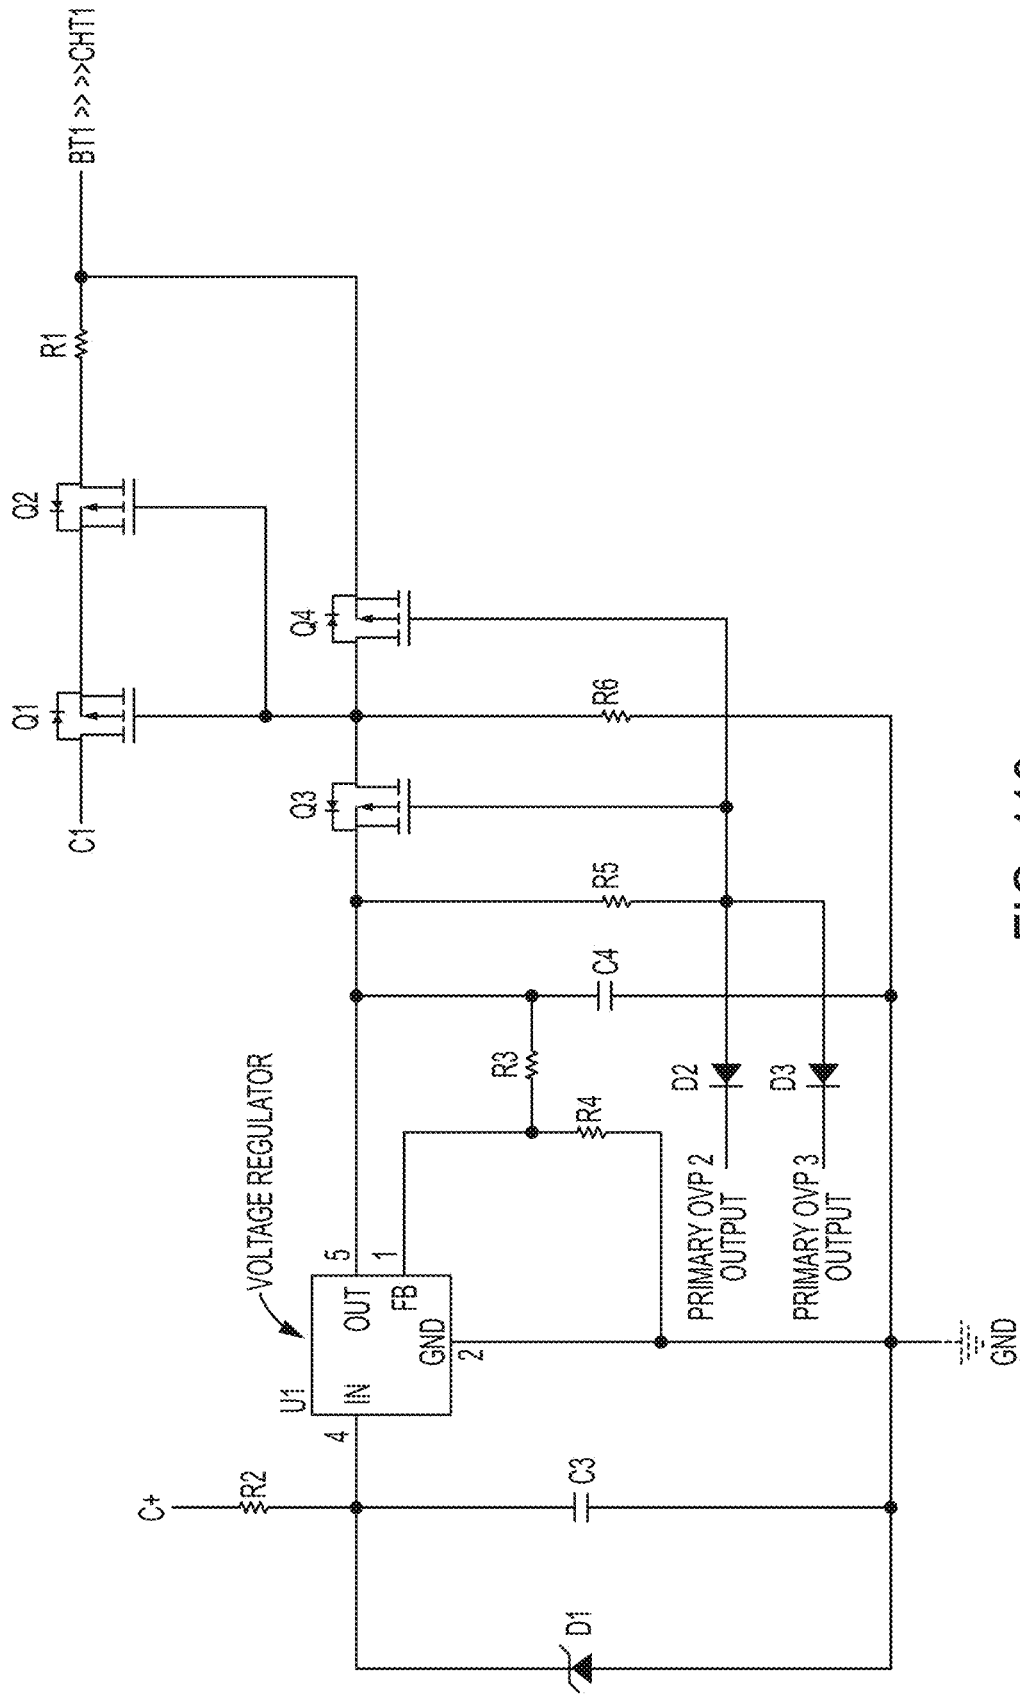 BT1 >> >>CHT1
R1
Q2
Q1
C1
Q4
Q3
R6
R5
C4
R3
R4
D2
D3
VOLTAGE REGULATOR
PRIMARY OVP 2
OUTPUT
PRIMARY OVP 3
OUTPUT
U1
IN
OUT
FB
GND
4
5
1
2
C+
R2
C3
D1
GND